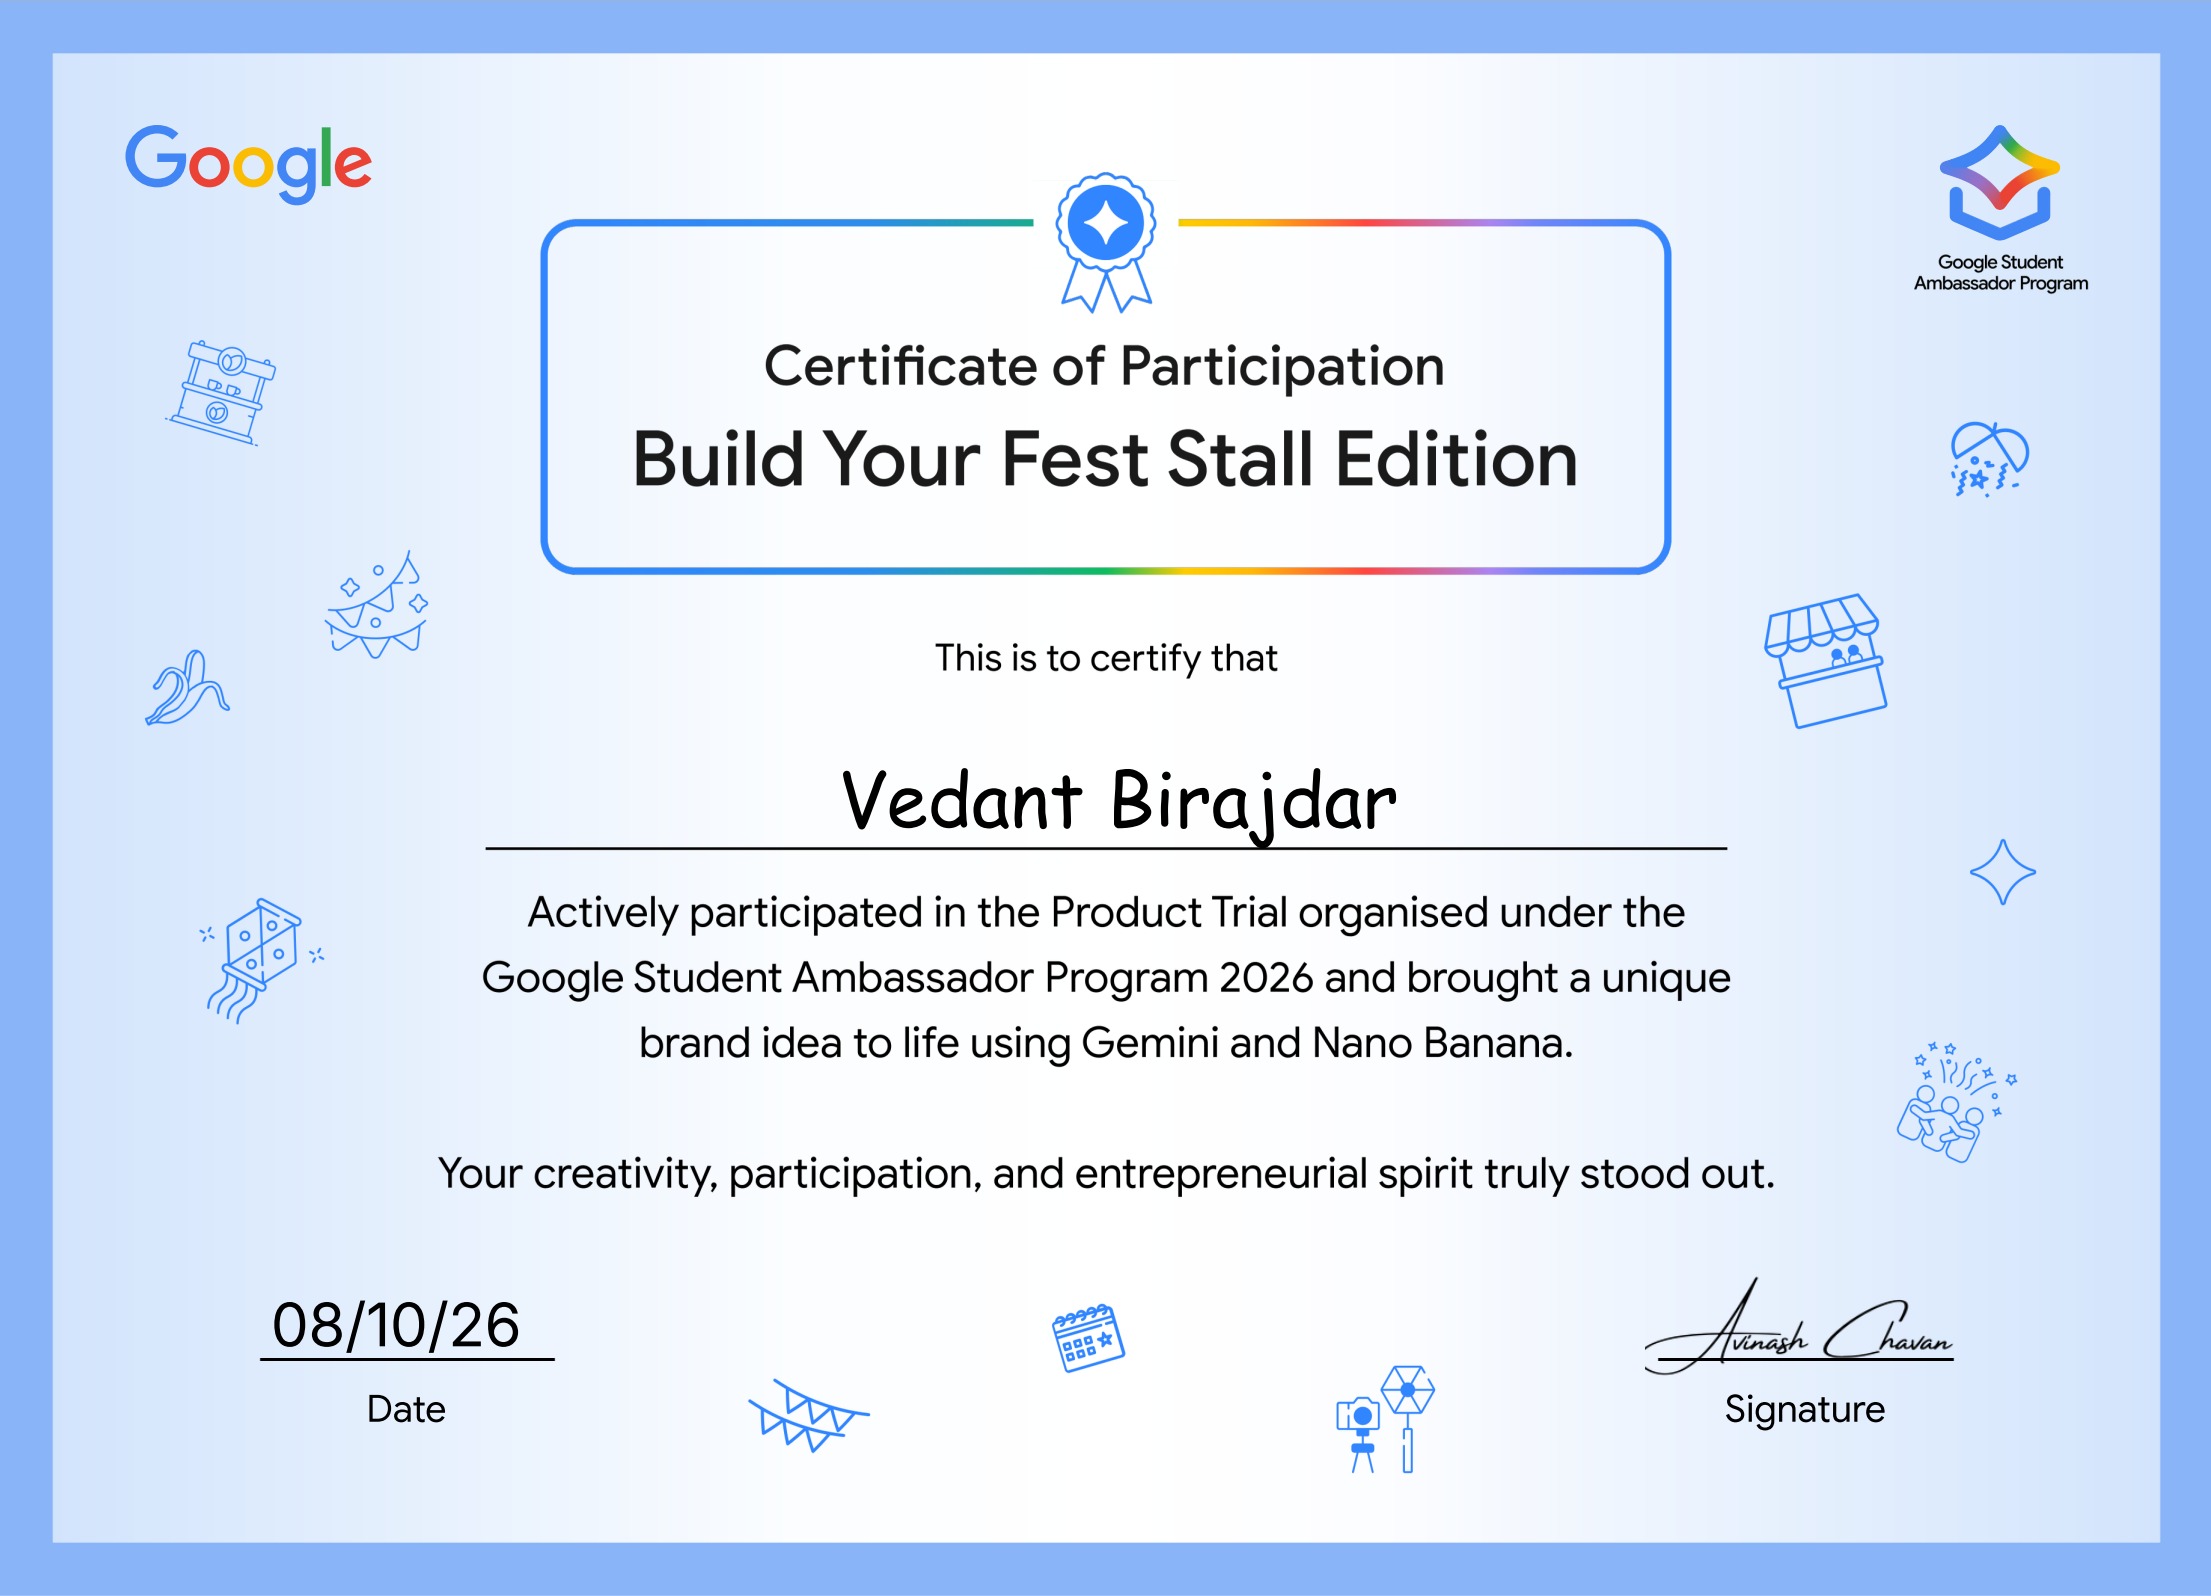 Google
Google Student
Ambassador Program
Certificate of Participation
Build Your Fest Stall Edition
This is to certify that
Vedant Birajdar
Actively participated in the Product Trial organised under the
Google Student Ambassador Program 2026 and brought a unique
brand idea to life using Gemini and Nano Banana.
Your creativity, participation, and entrepreneurial spirit truly stood out.
08/10/26
Date
Avinash Chavan
Signature